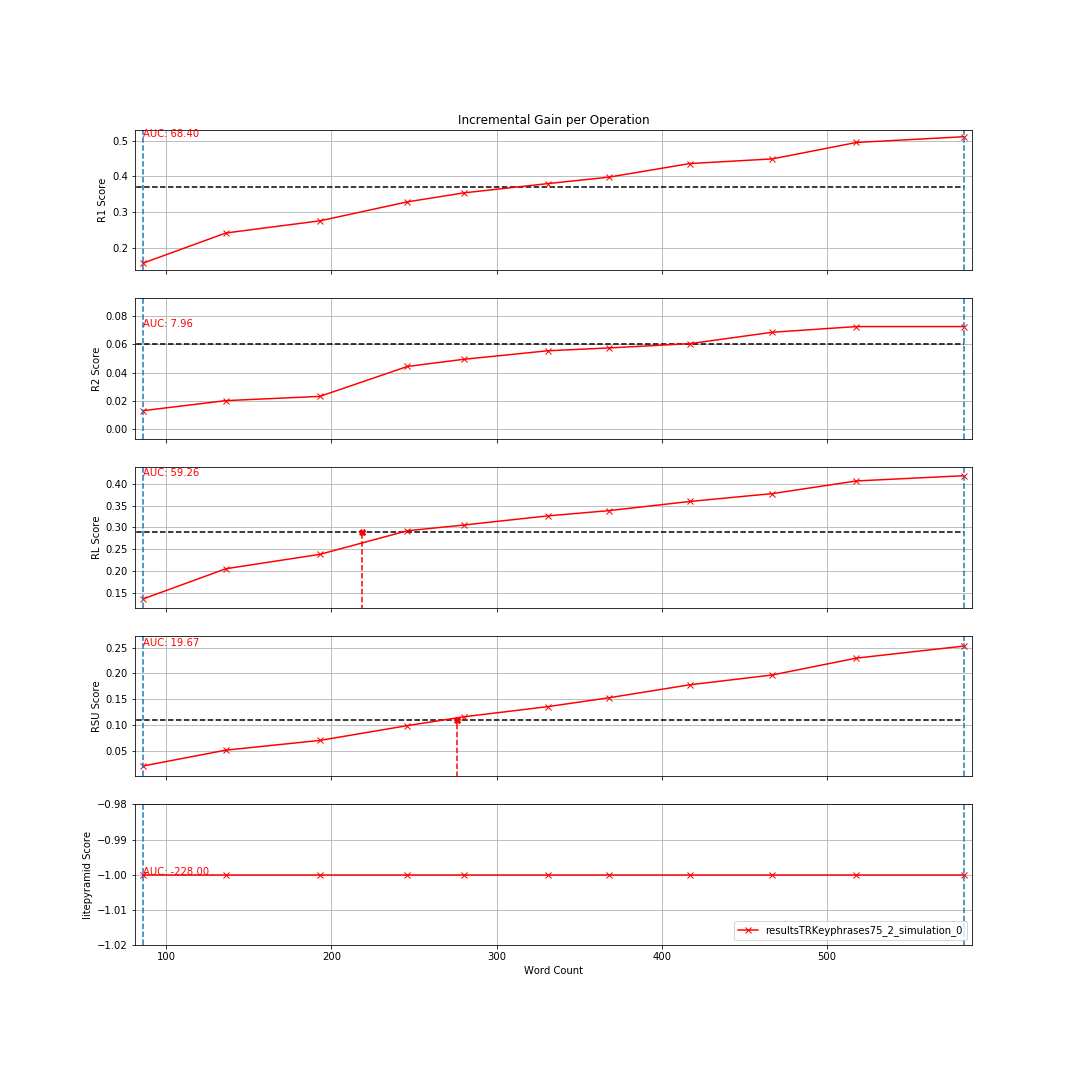 Incremental Gain per Operation
AUC: 68.40
0.5
0.4
0.3
0.2
R1 Score
AUC: 7.96
0.08
0.06
0.04
0.02
0.00
R2 Score
AUC: 59.26
0.40
0.35
0.30
0.25
0.20
0.15
RL Score
AUC: 19.67
0.25
0.20
0.15
0.10
0.05
RSU Score
−0.98
−0.99
−1.00
−1.01
−1.02
AUC: -228.00
litepyramid Score
resultsTRKeyphrases75_2_simulation_0
100 200 300 400 500
Word Count